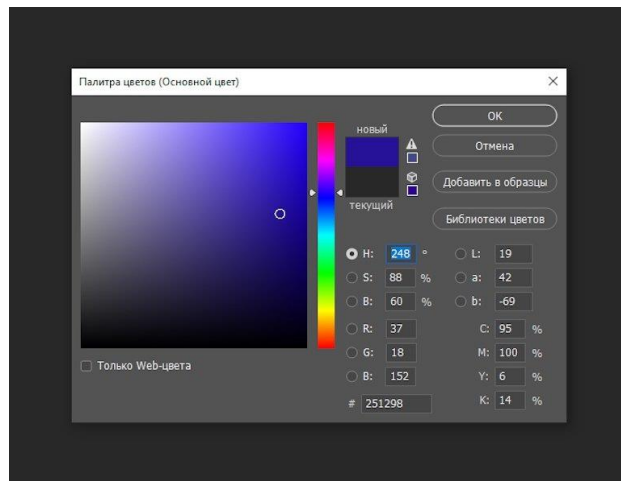 Палитра цветов (Основной цвет)
новый
текущий
OK
Отмена
Добавить в образцы
Библиотеки цветов
H: 248 °
S: 88 %
B: 60 %
R: 37
G: 18
B: 152
# 251298
L: 19
a: 42
b: -69
C: 95 %
M: 100 %
Y: 6 %
K: 14 %
Только Web-цвета